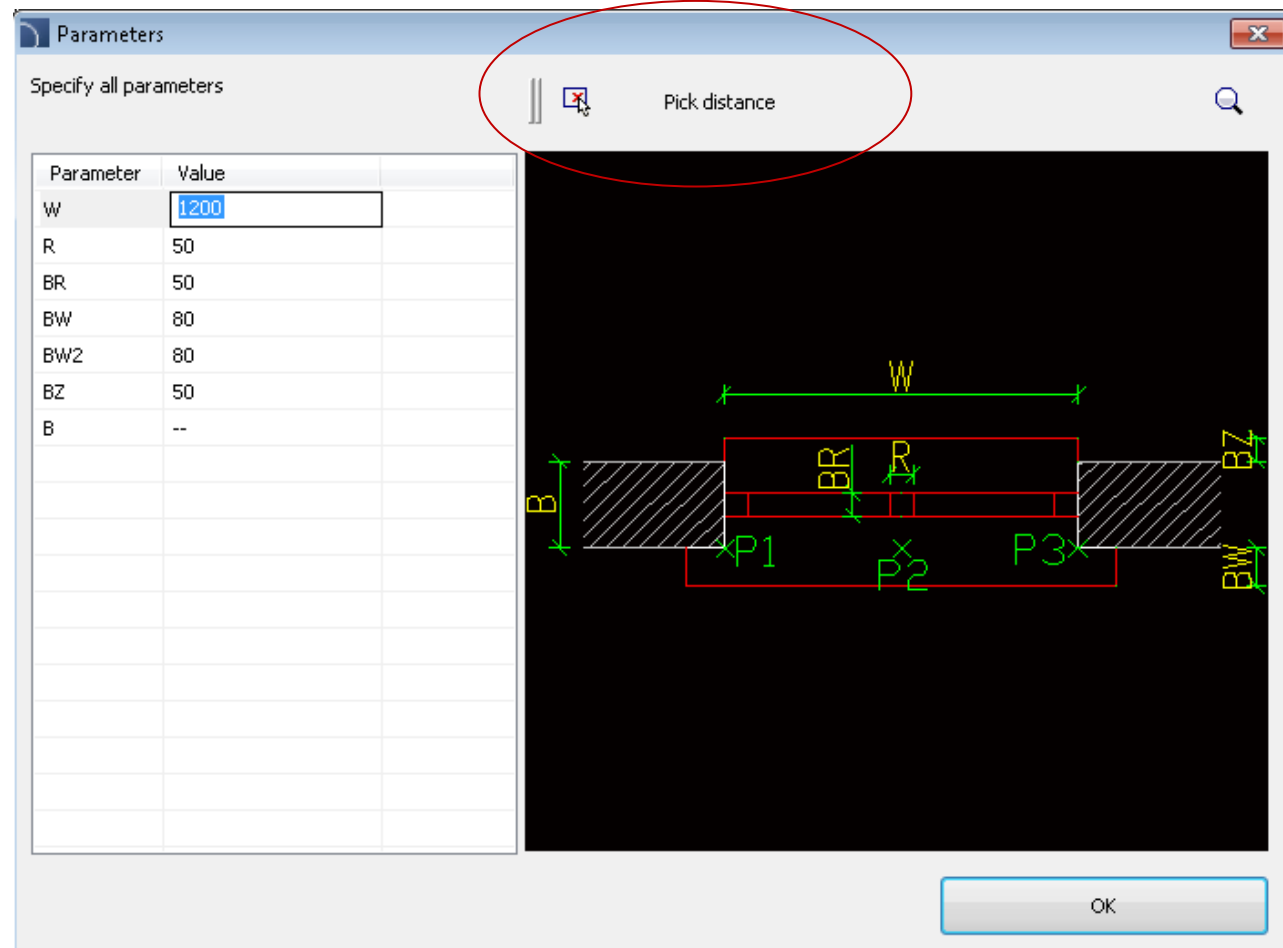 Parameters
Specify all parameters
Pick distance
Parameter Value
W 1200
R 50
BR 50
BW 80
BW2 80
BZ 50
B --
W
BR R BZ
B
P1 P2 P3 BW
OK